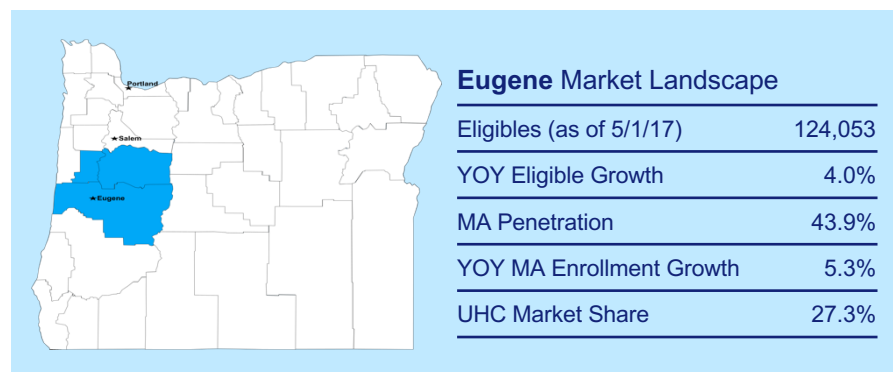 Portland
Salem
Eugene
Eugene Market Landscape
Eligibles (as of 5/1/17) 124,053
YOY Eligible Growth 4.0%
MA Penetration 43.9%
YOY MA Enrollment Growth 5.3%
UHC Market Share 27.3%